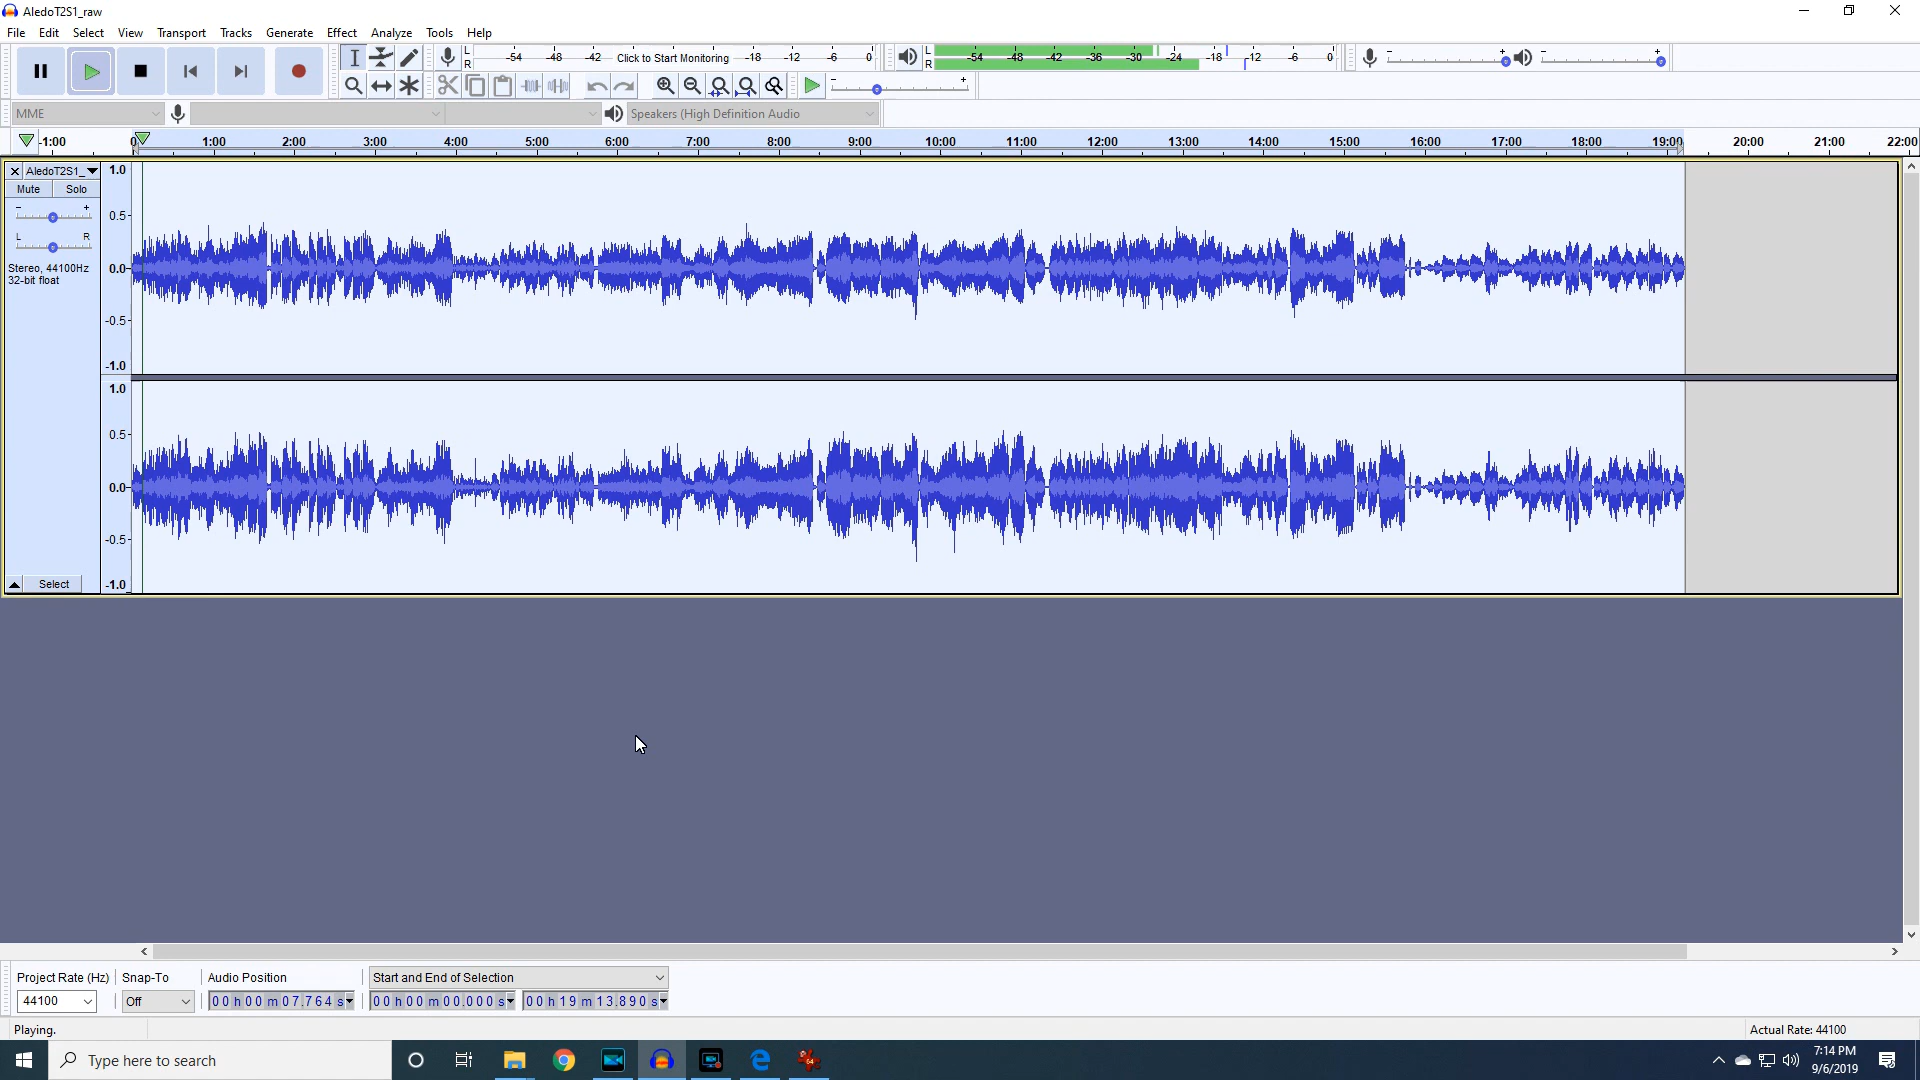 AledoT2S1_raw
File Edit Select View Transport Tracks Generate Effect Analyze Tools Help
L R -54 -48 -42 Click to Start Monitoring -18 -12 -6 0
L R -54 -48 -42 -36 -30 -24 -18 -12 -6 0
- +
- +
- +
MME
Speakers (High Definition Audio
-1:00 0 1:00 2:00 3:00 4:00 5:00 6:00 7:00 8:00 9:00 10:00 11:00 12:00 13:00 14:00 15:00 16:00 17:00 18:00 19:00 20:00 21:00 22:00
AledoT2S1_
Mute Solo
- +
L R
Stereo, 44100Hz
32-bit float
Select
1.0
0.5
0.0
-0.5
-1.0
1.0
0.5
0.0
-0.5
-1.0
Project Rate (Hz) Snap-To Audio Position Start and End of Selection
44100 Off 00 h 00 m 07.764 s 00 h 00 m 00.000 s 00 h 19 m 13.890 s
Playing. Actual Rate: 44100
Type here to search
64
7:14 PM
9/6/2019